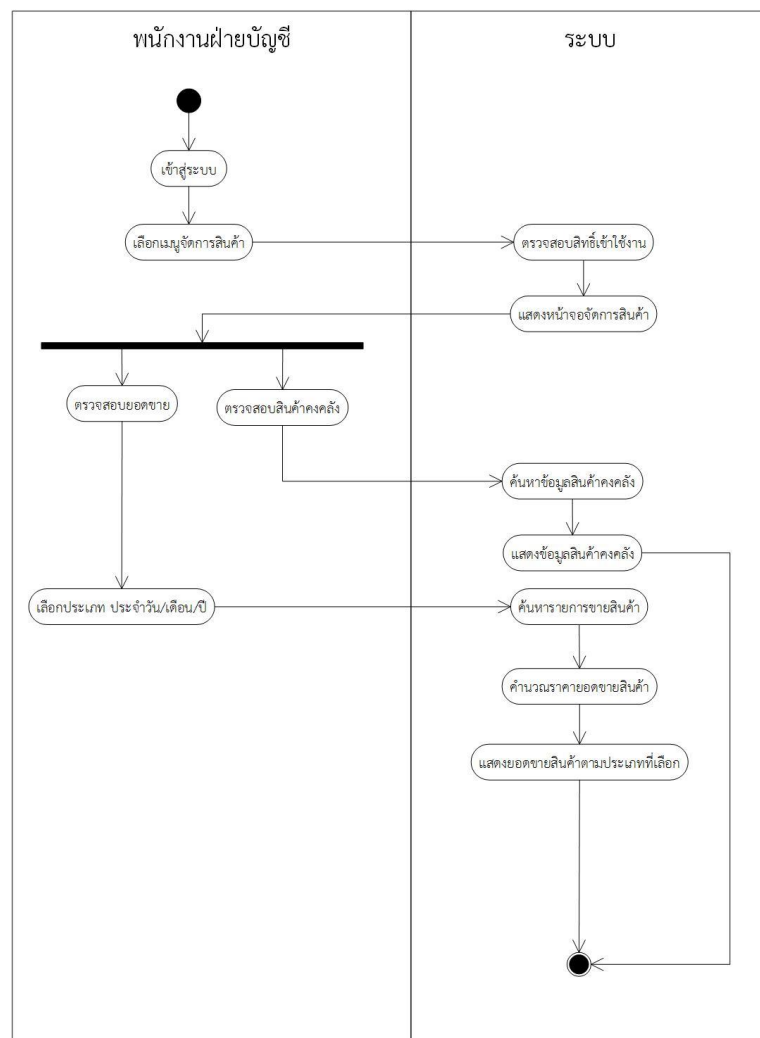 พนักงานฝ่ายบัญชี
ระบบ
เข้าสู่ระบบ
เลือกเมนูจัดการสินค้า
ตรวจสอบสิทธิ์เข้าใช้งาน
แสดงหน้าจอจัดการสินค้า
ตรวจสอบยอดขาย
ตรวจสอบสินค้าคงคลัง
ค้นหาข้อมูลสินค้าคงคลัง
แสดงข้อมูลสินค้าคงคลัง
เลือกประเภท ประจำวัน/เดือน/ปี
ค้นหารายการขายสินค้า
คำนวณราคายอดขายสินค้า
แสดงยอดขายสินค้าตามประเภทที่เลือก